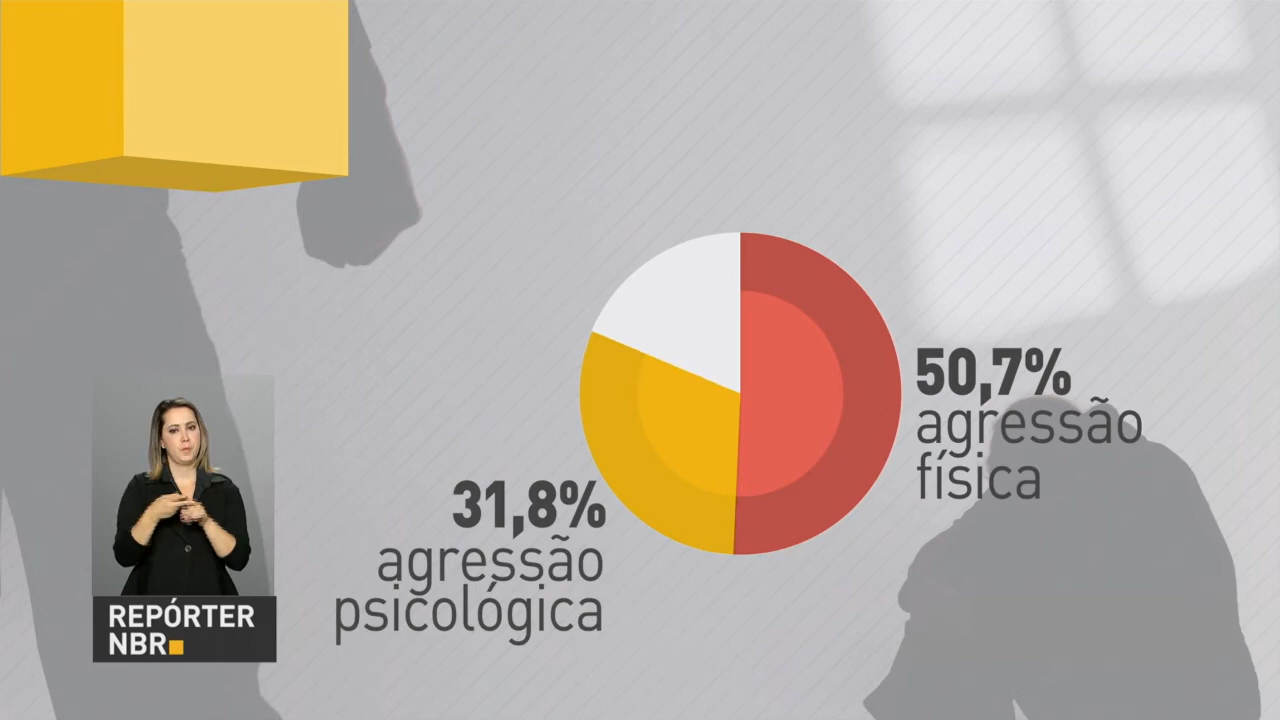 50,7%
agressão
física
31,8%
agressão
psicológica
REPÓRTER
NBR